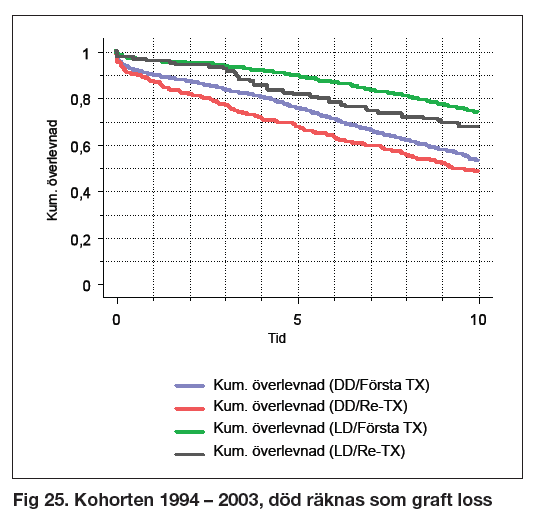 1
0,8
0,6
0,4
0,2
0
Kum. överlevnad
0 5 10
Tid
Kum. överlevnad (DD/Första TX)
Kum. överlevnad (DD/Re-TX)
Kum. överlevnad (LD/Första TX)
Kum. överlevnad (LD/Re-TX)
Fig 25. Kohorten 1994 – 2003, död räknas som graft loss